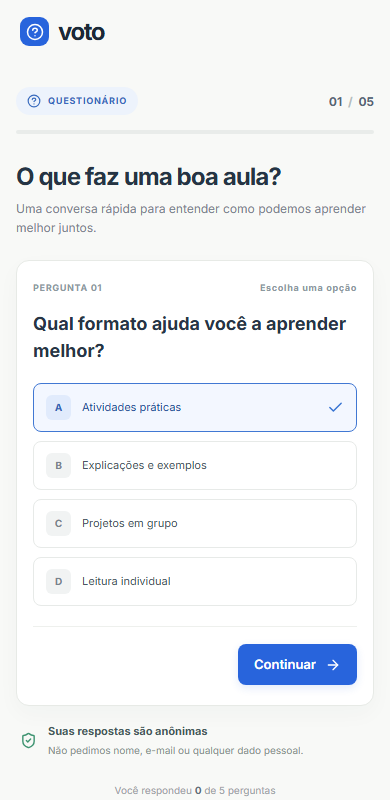 voto
QUESTIONÁRIO
01 / 05
O que faz uma boa aula?
Uma conversa rápida para entender como podemos aprender
melhor juntos.
PERGUNTA 01
Escolha uma opção
Qual formato ajuda você a aprender
melhor?
A Atividades práticas
B Explicações e exemplos
C Projetos em grupo
D Leitura individual
Continuar
Suas respostas são anônimas
Não pedimos nome, e-mail ou qualquer dado pessoal.
Você respondeu 0 de 5 perguntas